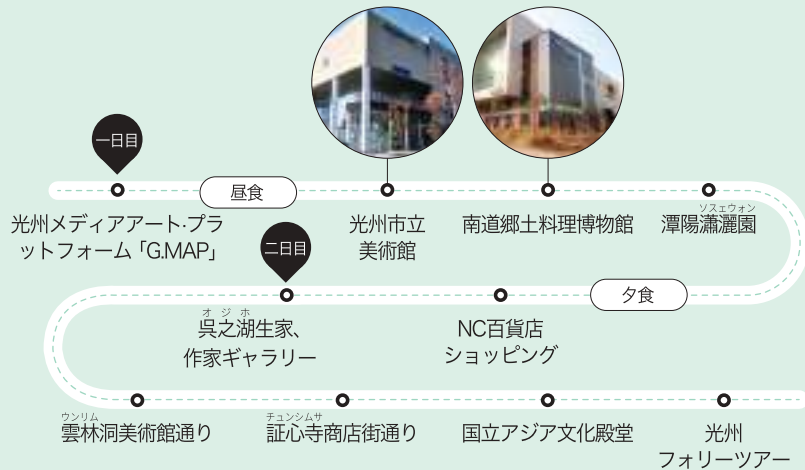 一日目
昼食
光州メディアアート·プラ
ットフォーム「G.MAP」
光州市立
美術館
南道郷土料理博物館
ソスェウォン
潭陽瀟灑園
夕食
NC百貨店
ショッピング
二日目
オジホ
呉之湖生家、
作家ギャラリー
ウンリム
雲林洞美術館通り
チュンシムサ
証心寺商店街通り
国立アジア文化殿堂
光州
フォリーツアー